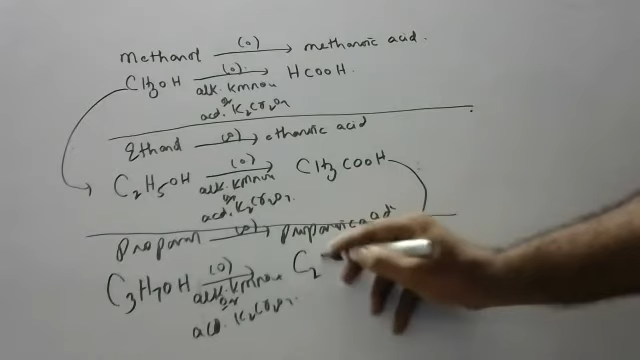 Methanol (O) → methanoic acid.
CH3OH (O) → HCOOH.
alk. KMnO4
or
acd. K2Cr2O7
Ethanol (O) → ethanoic acid
C2H5OH (O) → CH3COOH
alk. KMnO4
or
acd. K2Cr2O7.
Propanol (O) → propanoic acid
C3H7OH (O) → C2
alk. KMnO4
or
acd. K2Cr2O7.